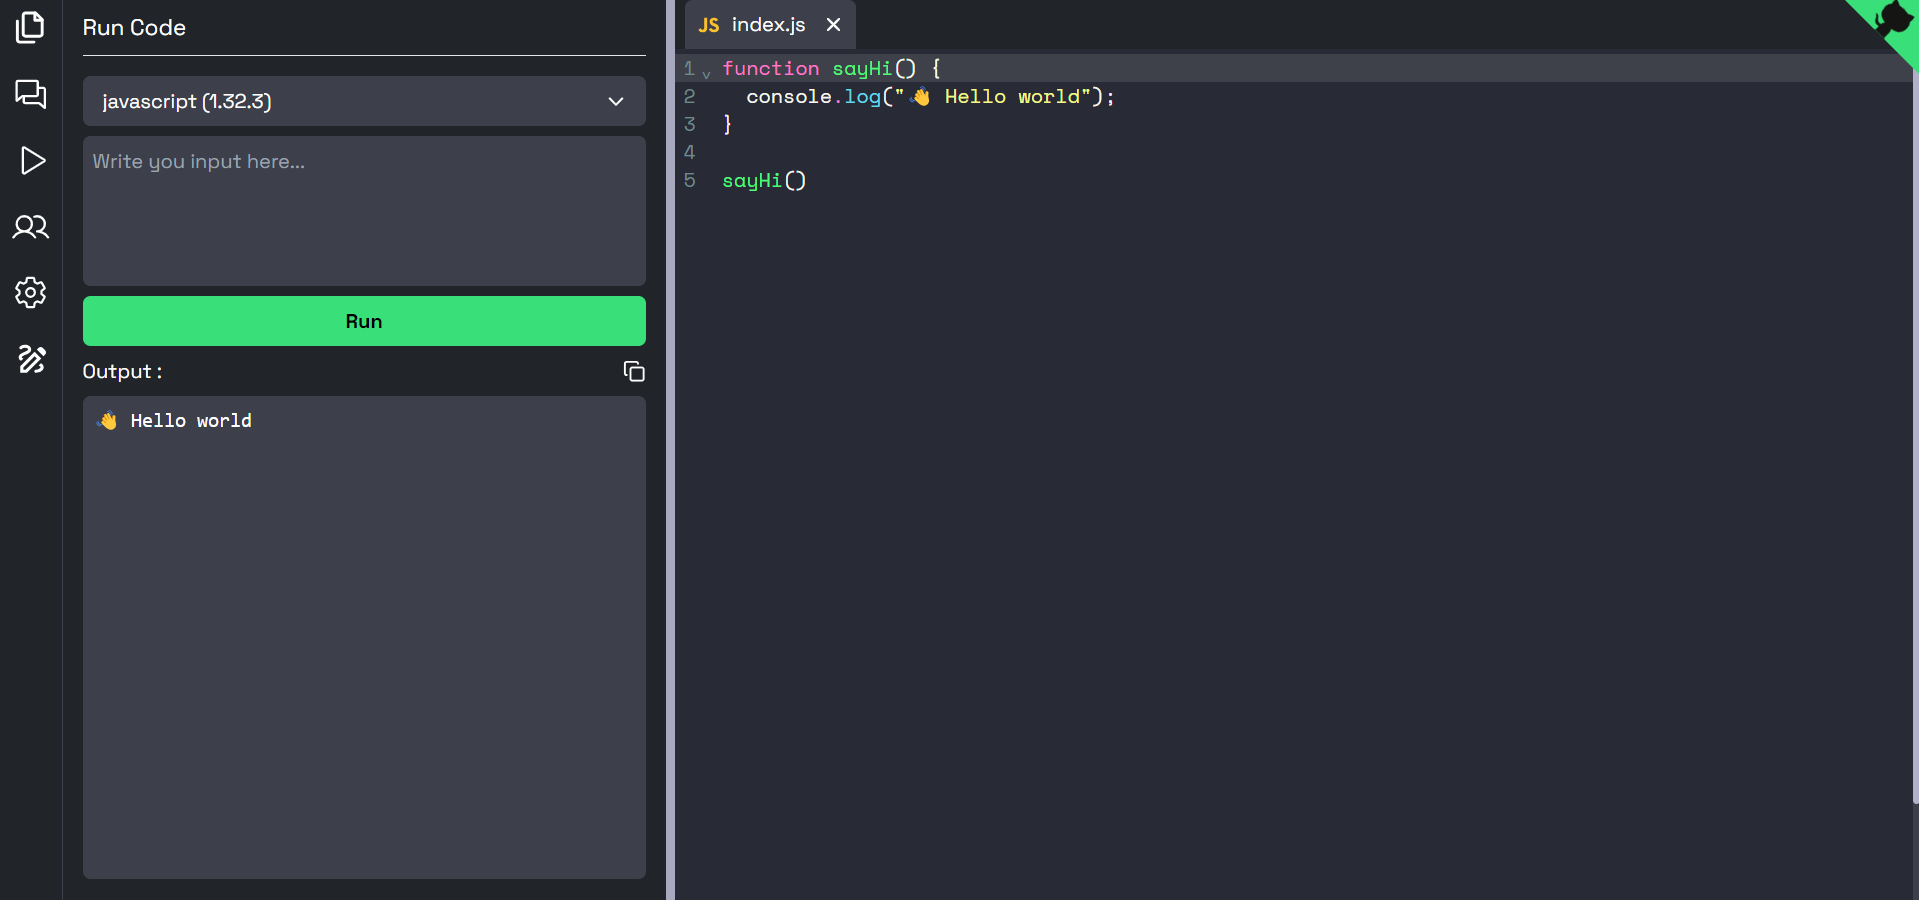 Run Code
javascript (1.32.3)
Write you input here...
Run
Output :
👋 Hello world
JS index.js
1 function sayHi() {
2   console.log("👋 Hello world");
3 }
4
5 sayHi()